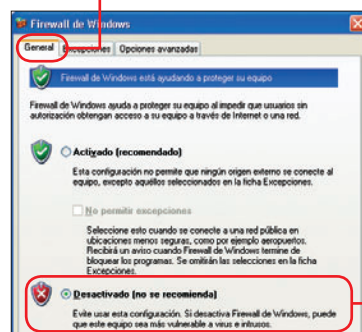 Firewall de Windows
General Excepciones Opciones avanzadas
Firewall de Windows está ayudando a proteger su equipo
Firewall de Windows ayuda a proteger su equipo al impedir que usuarios sin
autorización obtengan acceso a su equipo a través de Internet o una red.
Activado (recomendado)
Esta configuración no permite que ningún origen externo se conecte al
equipo, excepto aquéllos seleccionados en la ficha Excepciones.
No permitir excepciones
Seleccione esto cuando se conecte a una red pública en
ubicaciones menos seguras, como por ejemplo aeropuertos.
Recibirá un aviso cuando Firewall de Windows termine de
bloquear los programas. Se omitirán las selecciones en la ficha
Excepciones.
Desactivado (no se recomienda)
Evite usar esta configuración. Si desactiva Firewall de Windows, puede
que este equipo sea más vulnerable a virus e intrusos.